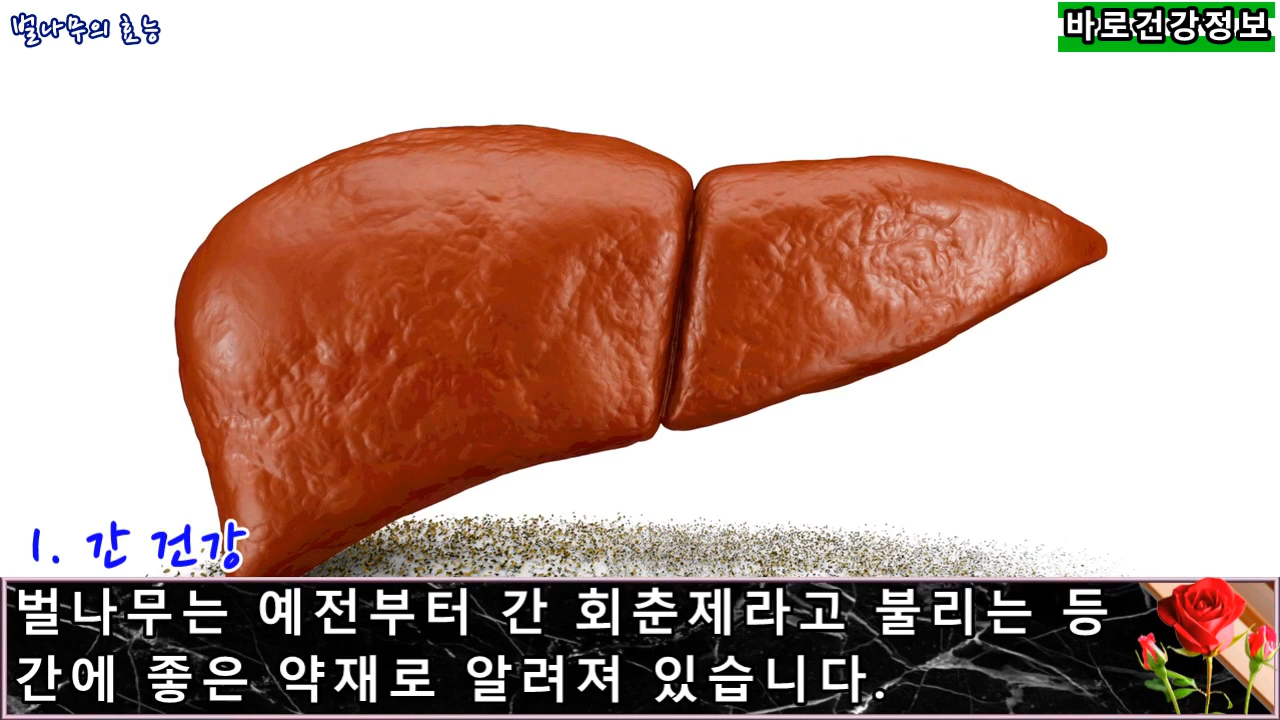 벌나무의 효능
바로건강정보
1. 간 건강
벌나무는 예전부터 간 회춘제라고 불리는 등
간에 좋은 약재로 알려져 있습니다.